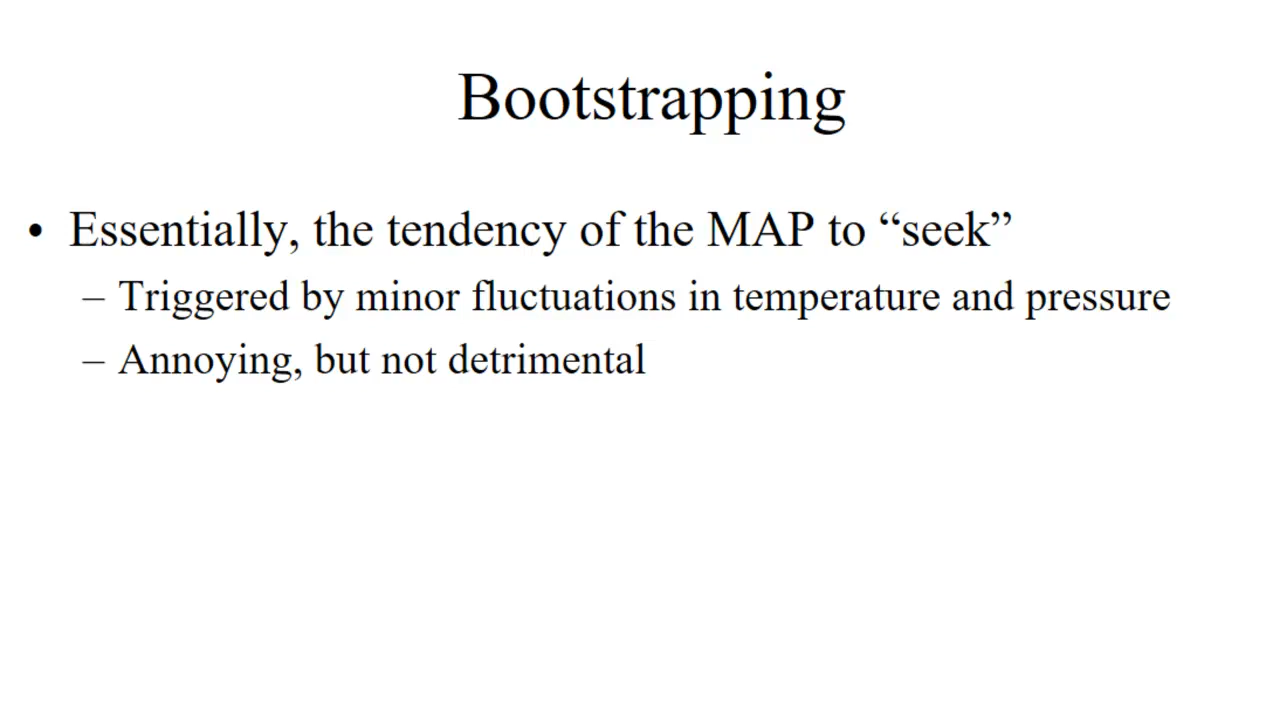 Bootstrapping
• Essentially, the tendency of the MAP to “seek”
– Triggered by minor fluctuations in temperature and pressure
– Annoying, but not detrimental